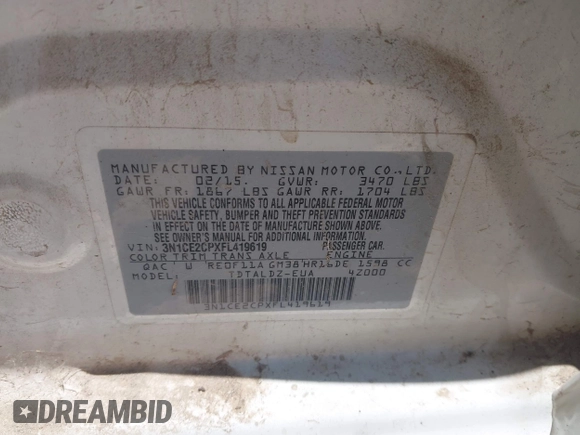 MANUFACTURED BY NISSAN MOTOR CO.,LTD.
DATE: 02/15. GVWR: 3470 LBS
GAWR FR: 1867 LBS GAWR RR: 1704 LBS
THIS VEHICLE CONFORMS TO ALL APPLICABLE FEDERAL MOTOR
VEHICLE SAFETY, BUMPER AND THEFT PREVENTION STANDARDS
IN EFFECT ON THE DATE OF MANUFACTURE SHOWN ABOVE.
SEE OWNER'S MANUAL FOR ADDITIONAL INFORMATION.
VIN: 3N1CE2CPXFL419619 PASSENGER CAR.
COLOR TRIM TRANS AXLE ENGINE
QAC W RE0F11A GM38 HR16DE 1598 CC
MODEL: TDTALDZ-EUA 4Z000
3N1CE2CPXFL419619
DREAMBID